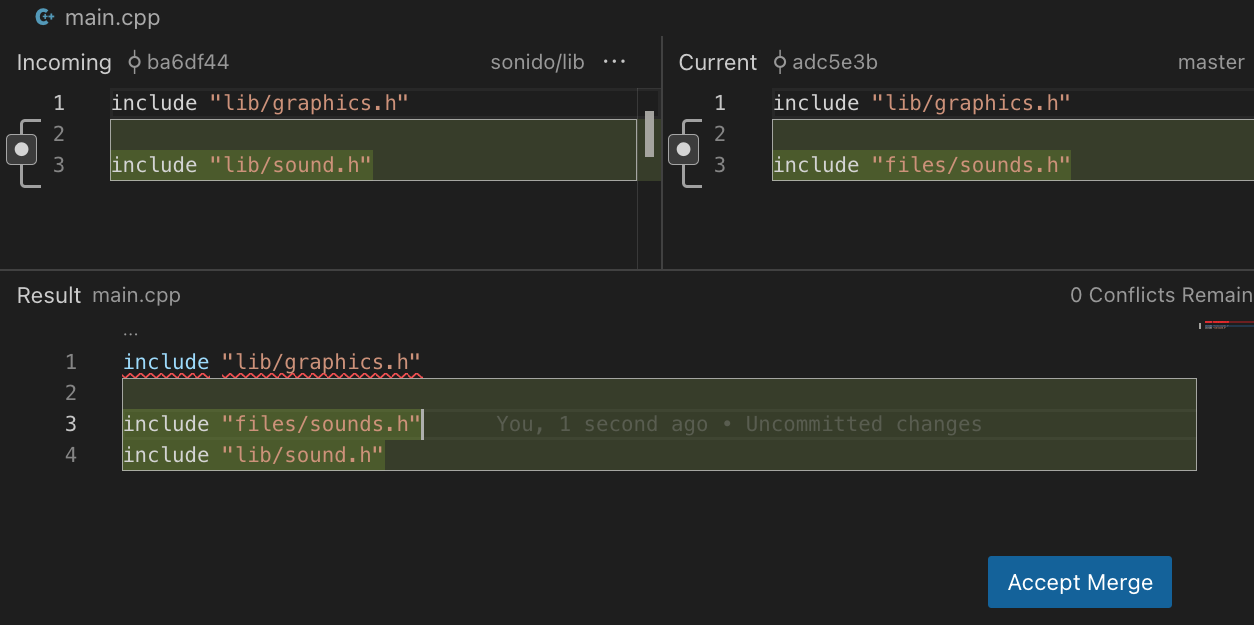 main.cpp
Incoming ba6df44 sonido/lib ···
1 include "lib/graphics.h"
2
3 include "lib/sound.h"
Current adc5e3b master
1 include "lib/graphics.h"
2
3 include "files/sounds.h"
Result main.cpp 0 Conflicts Remain
...
1 include "lib/graphics.h"
2
3 include "files/sounds.h" You, 1 second ago • Uncommitted changes
4 include "lib/sound.h"
Accept Merge